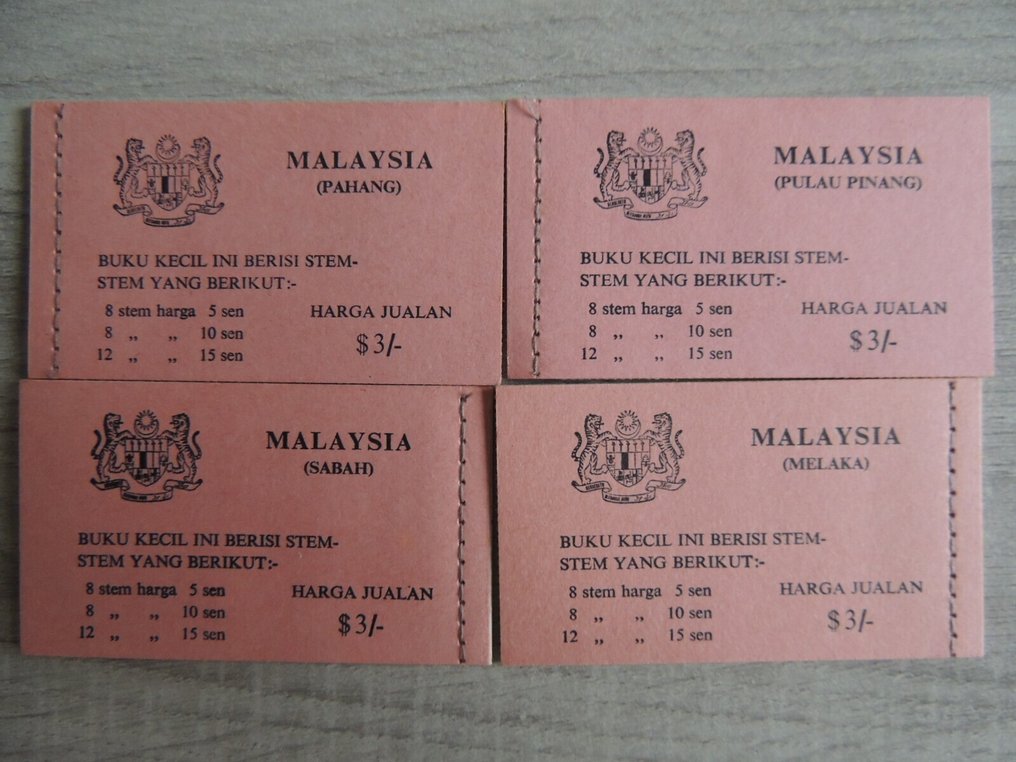 MALAYSIA
(PAHANG)
BUKU KECIL INI BERISI STEM-
STEM YANG BERIKUT:-
8 stem harga 5 sen
8 „ „ 10 sen
12 „ „ 15 sen
HARGA JUALAN
$3/-
MALAYSIA
(PULAU PINANG)
BUKU KECIL INI BERISI STEM-
STEM YANG BERIKUT:-
8 stem harga 5 sen
8 „ „ 10 sen
12 „ „ 15 sen
HARGA JUALAN
$3/-
MALAYSIA
(SABAH)
BUKU KECIL INI BERISI STEM-
STEM YANG BERIKUT:-
8 stem harga 5 sen
8 „ „ 10 sen
12 „ „ 15 sen
HARGA JUALAN
$3/-
MALAYSIA
(MELAKA)
BUKU KECIL INI BERISI STEM-
STEM YANG BERIKUT:-
8 stem harga 5 sen
8 „ „ 10 sen
12 „ „ 15 sen
HARGA JUALAN
$3/-